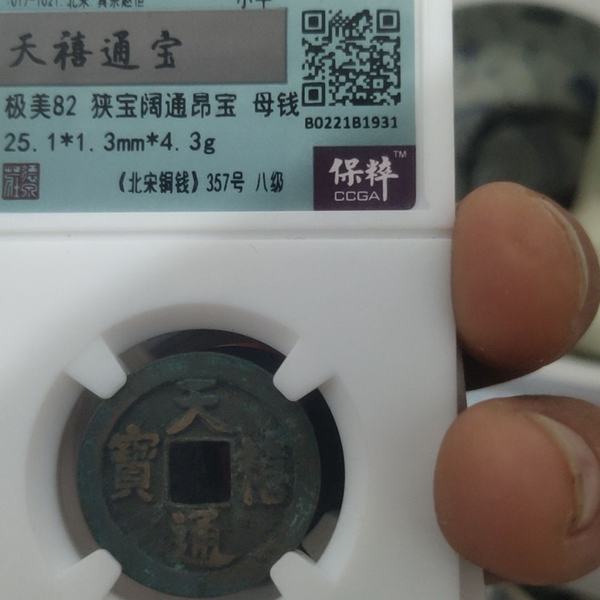 天禧通宝
极美82 狭宝阔通昂宝 母钱
B0221B1931
25.1*1.3mm*4.3g
《北宋铜钱》357号 八级
保粹™
CCGA
天禧通寶